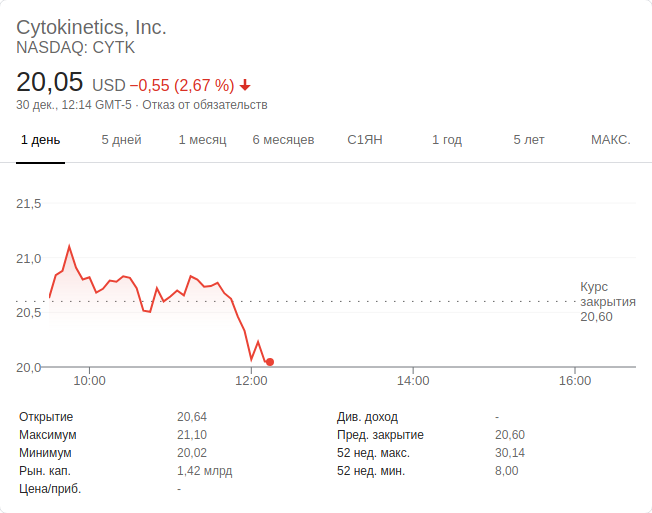 Cytokinetics, Inc.
NASDAQ: CYTK
20,05 USD −0,55 (2,67 %)
30 дек., 12:14 GMT-5 · Отказ от обязательств
1 день 5 дней 1 месяц 6 месяцев С1ЯН 1 год 5 лет МАКС.
21,5
21,0
20,5
20,0
Курс
закрытия
20,60
10:00 12:00 14:00 16:00
Открытие 20,64 Див. доход -
Максимум 21,10 Пред. закрытие 20,60
Минимум 20,02 52 нед. макс. 30,14
Рын. кап. 1,42 млрд 52 нед. мин. 8,00
Цена/приб. -